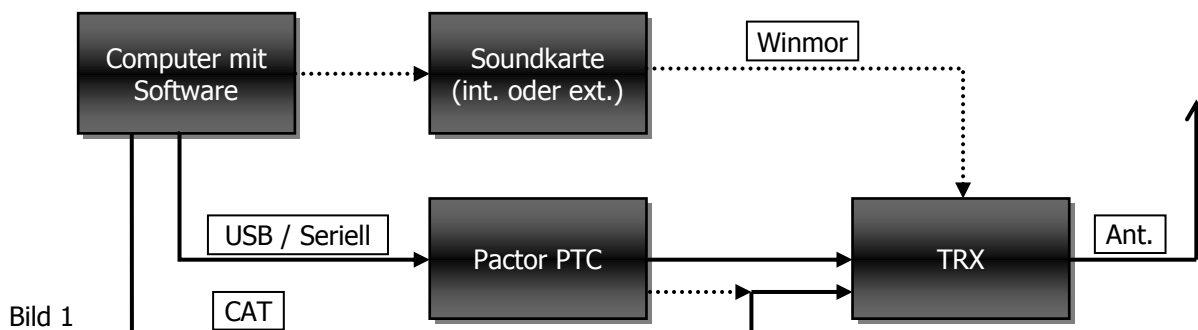 Computer mit
Software
Soundkarte
(int. oder ext.)
Winmor
USB / Seriell
Pactor PTC
TRX
Ant.
Bild 1
CAT